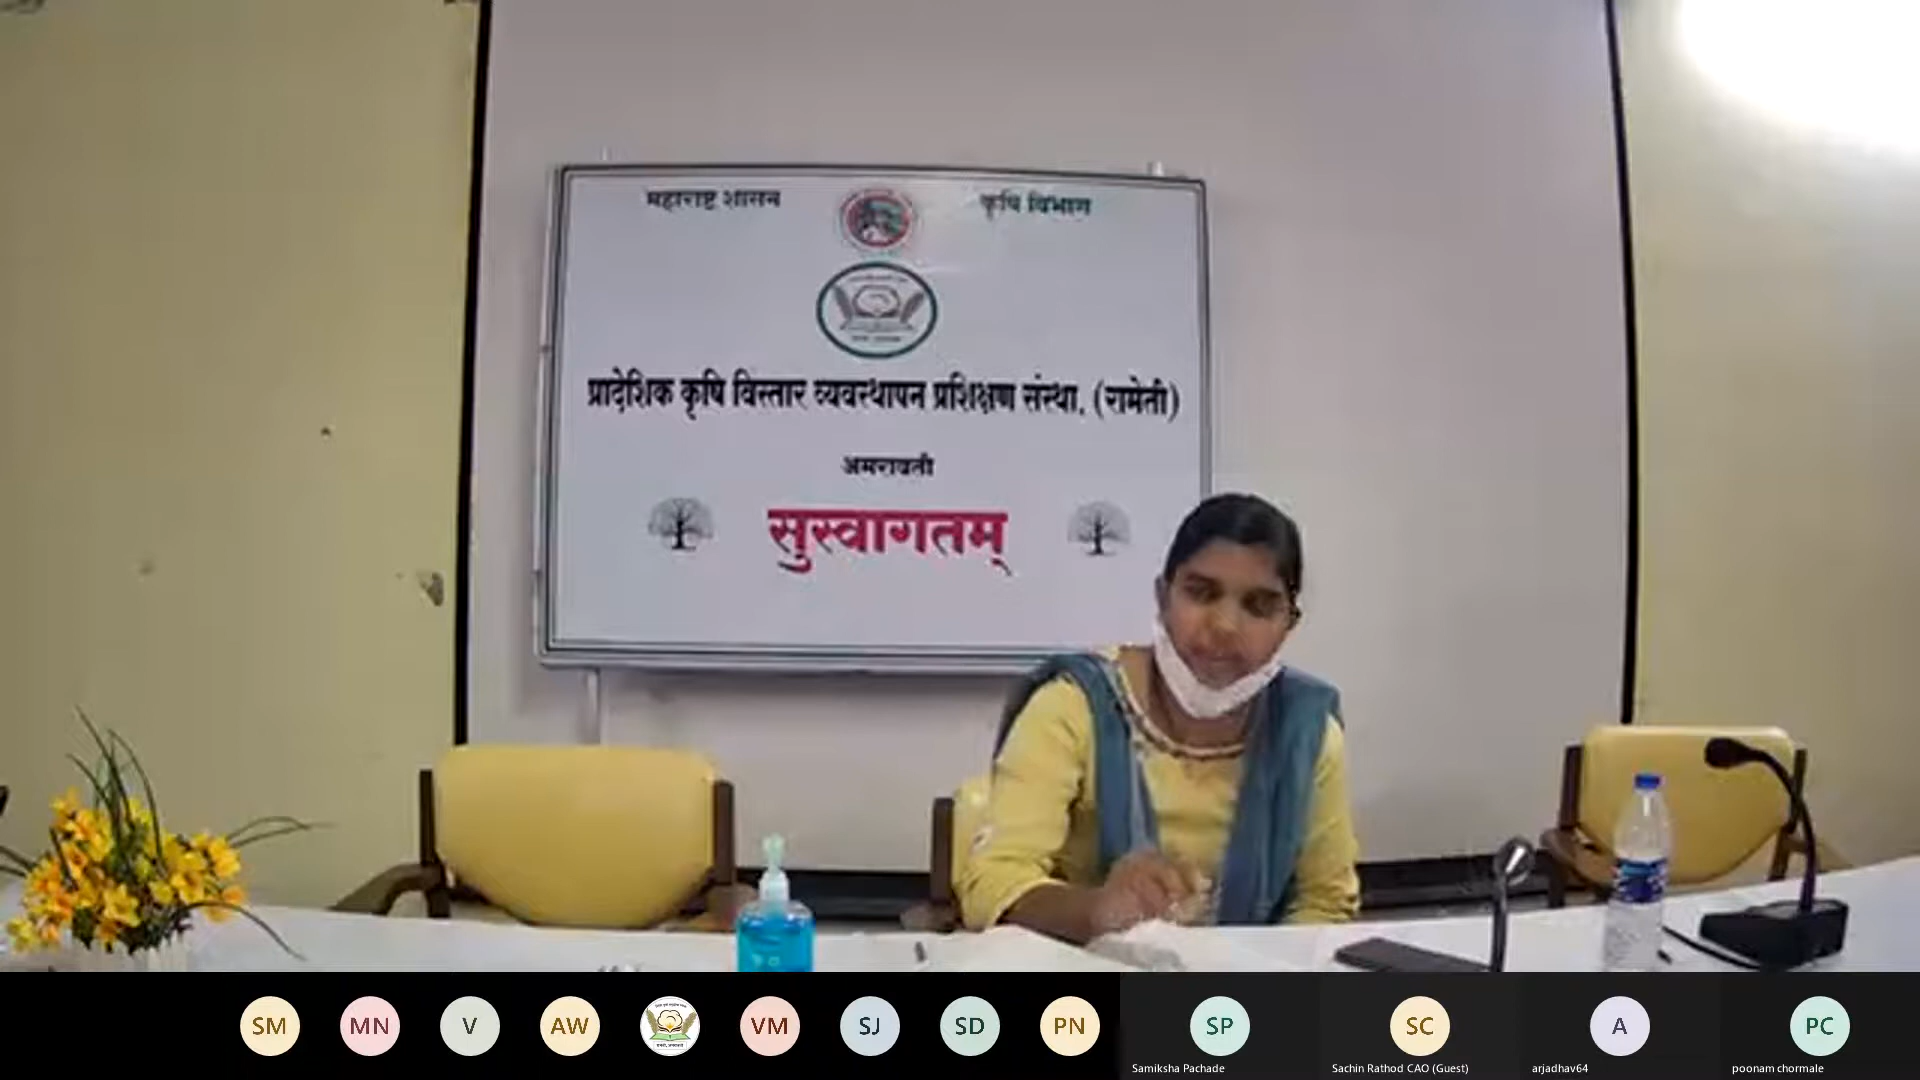 महाराष्ट्र शासन
कृषि विभाग
प्रादेशिक कृषि विस्तार व्यवस्थापन प्रशिक्षण संस्था, (रामेती)
अमरावती
सुस्वागतम्
SM MN V AW VM SJ SD PN SP SC A PC
Samiksha Pachade Sachin Rathod CAO (Guest) arjadhav64 poonam chormale